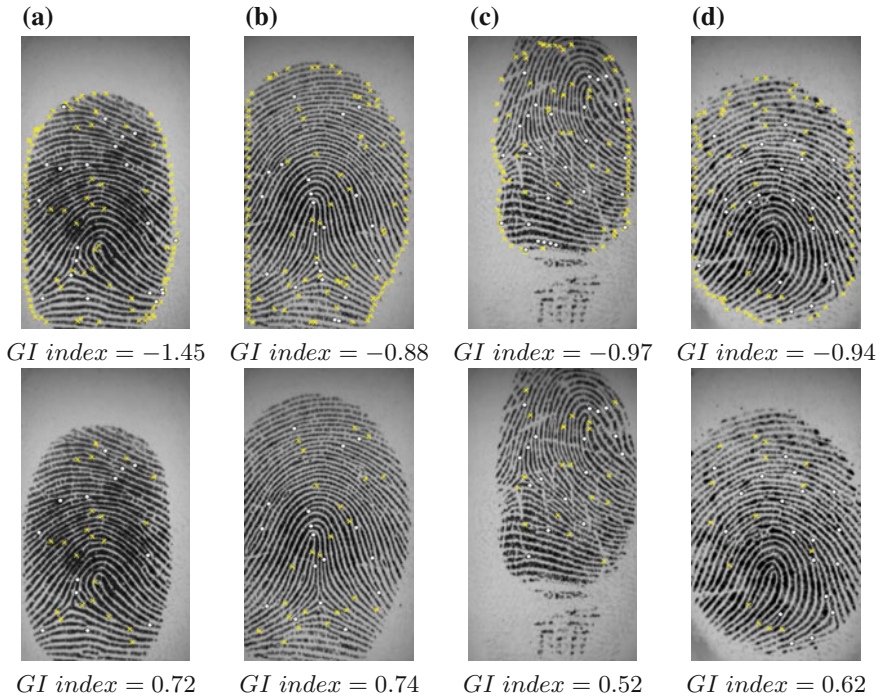 (a) (b) (c) (d)
GI index = −1.45 GI index = −0.88 GI index = −0.97 GI index = −0.94
GI index = 0.72 GI index = 0.74 GI index = 0.52 GI index = 0.62